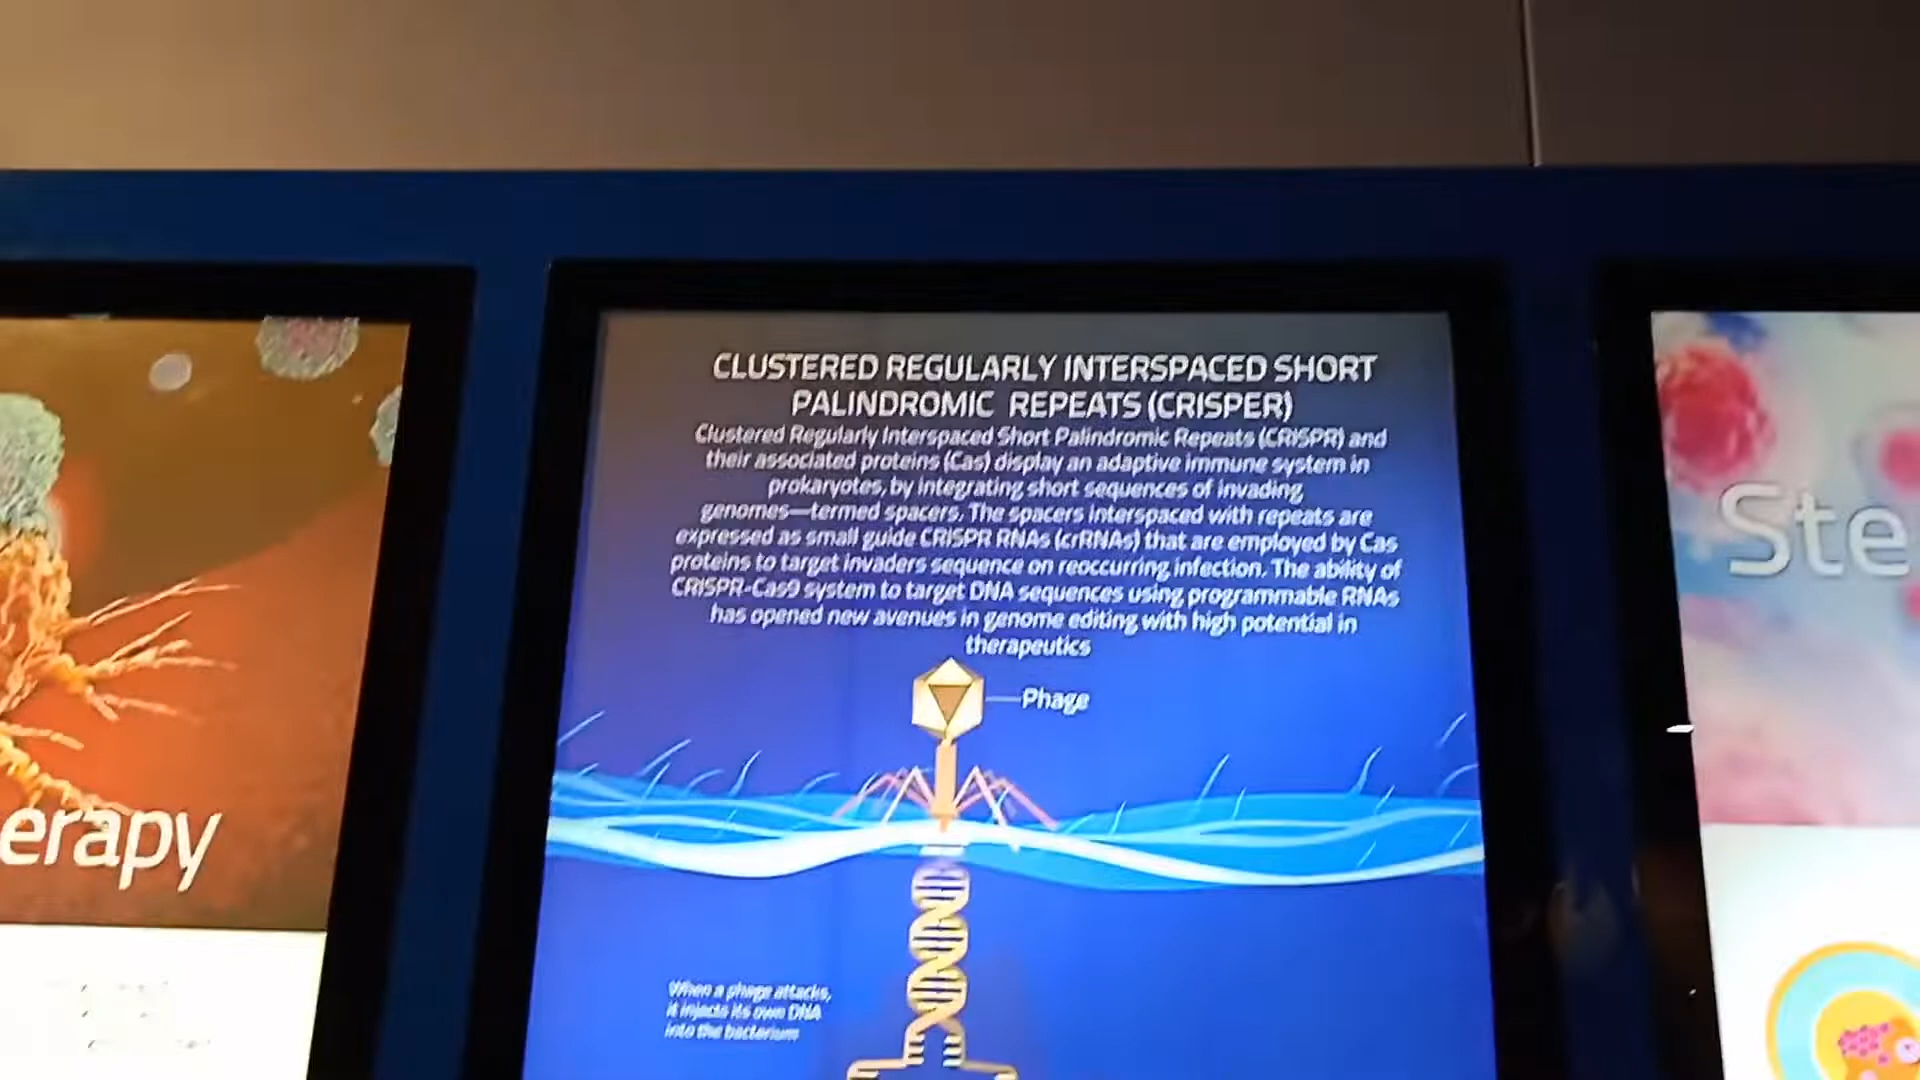 CLUSTERED REGULARLY INTERSPACED SHORT
PALINDROMIC REPEATS (CRISPER)
Clustered Regularly Interspaced Short Palindromic Repeats (CRISPR) and
their associated proteins (Cas) display an adaptive immune system in
prokaryotes, by integrating short sequences of invading
genomes—termed spacers. The spacers interspaced with repeats are
expressed as small guide CRISPR RNAs (crRNAs) that are employed by Cas
proteins to target invaders sequence on reoccurring infection. The ability of
CRISPR-Cas9 system to target DNA sequences using programmable RNAs
has opened new avenues in genome editing with high potential in
therapeutics
Phage
When a phage attacks,
it injects its own DNA
into the bacterium
erapy
Ste